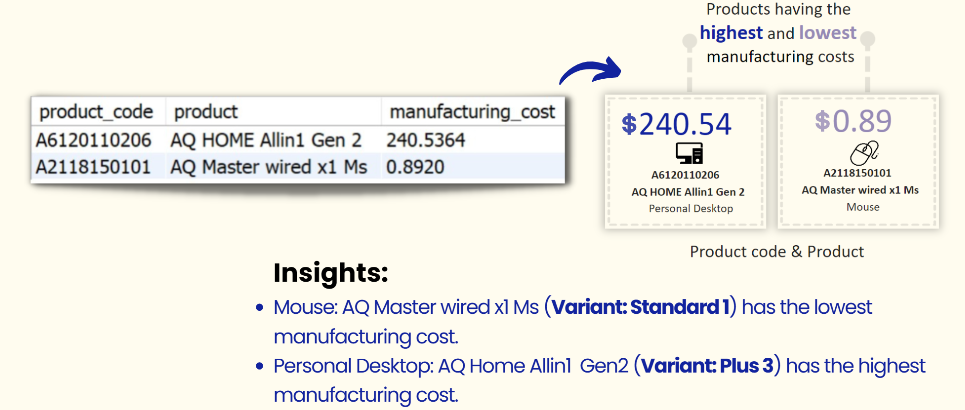 Products having the
highest and lowest
manufacturing costs
product_code product manufacturing_cost
A6120110206 AQ HOME Allin1 Gen 2 240.5364
A2118150101 AQ Master wired x1 Ms 0.8920
$240.54
A6120110206
AQ HOME Allin1 Gen 2
Personal Desktop
$0.89
A2118150101
AQ Master wired x1 Ms
Mouse
Product code & Product
Insights:
• Mouse: AQ Master wired x1 Ms (Variant: Standard 1) has the lowest
manufacturing cost.
• Personal Desktop: AQ Home Allin1 Gen2 (Variant: Plus 3) has the highest
manufacturing cost.